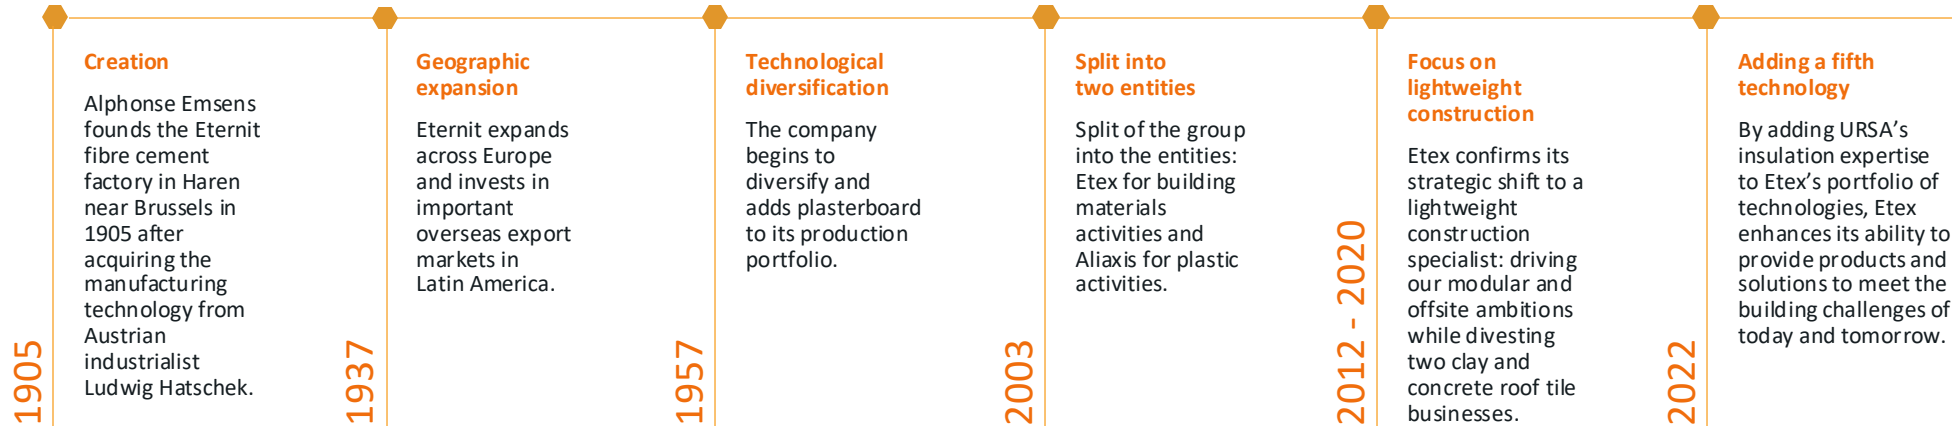 1905
Creation
Alphonse Emsens
founds the Eternit
fibre cement
factory in Haren
near Brussels in
1905 after
acquiring the
manufacturing
technology from
Austrian
industrialist
Ludwig Hatschek.
1937
Geographic
expansion
Eternit expands
across Europe
and invests in
important
overseas export
markets in
Latin America.
1957
Technological
diversification
The company
begins to
diversify and
adds plasterboard
to its production
portfolio.
2003
Split into
two entities
Split of the group
into the entities:
Etex for building
materials
activities and
Aliaxis for plastic
activities.
2012 - 2020
Focus on
lightweight
construction
Etex confirms its
strategic shift to a
lightweight
construction
specialist: driving
our modular and
offsite ambitions
while divesting
two clay and
concrete roof tile
businesses.
2022
Adding a fifth
technology
By adding URSA’s
insulation expertise
to Etex’s portfolio of
technologies, Etex
enhances its ability to
provide products and
solutions to meet the
building challenges of
today and tomorrow.